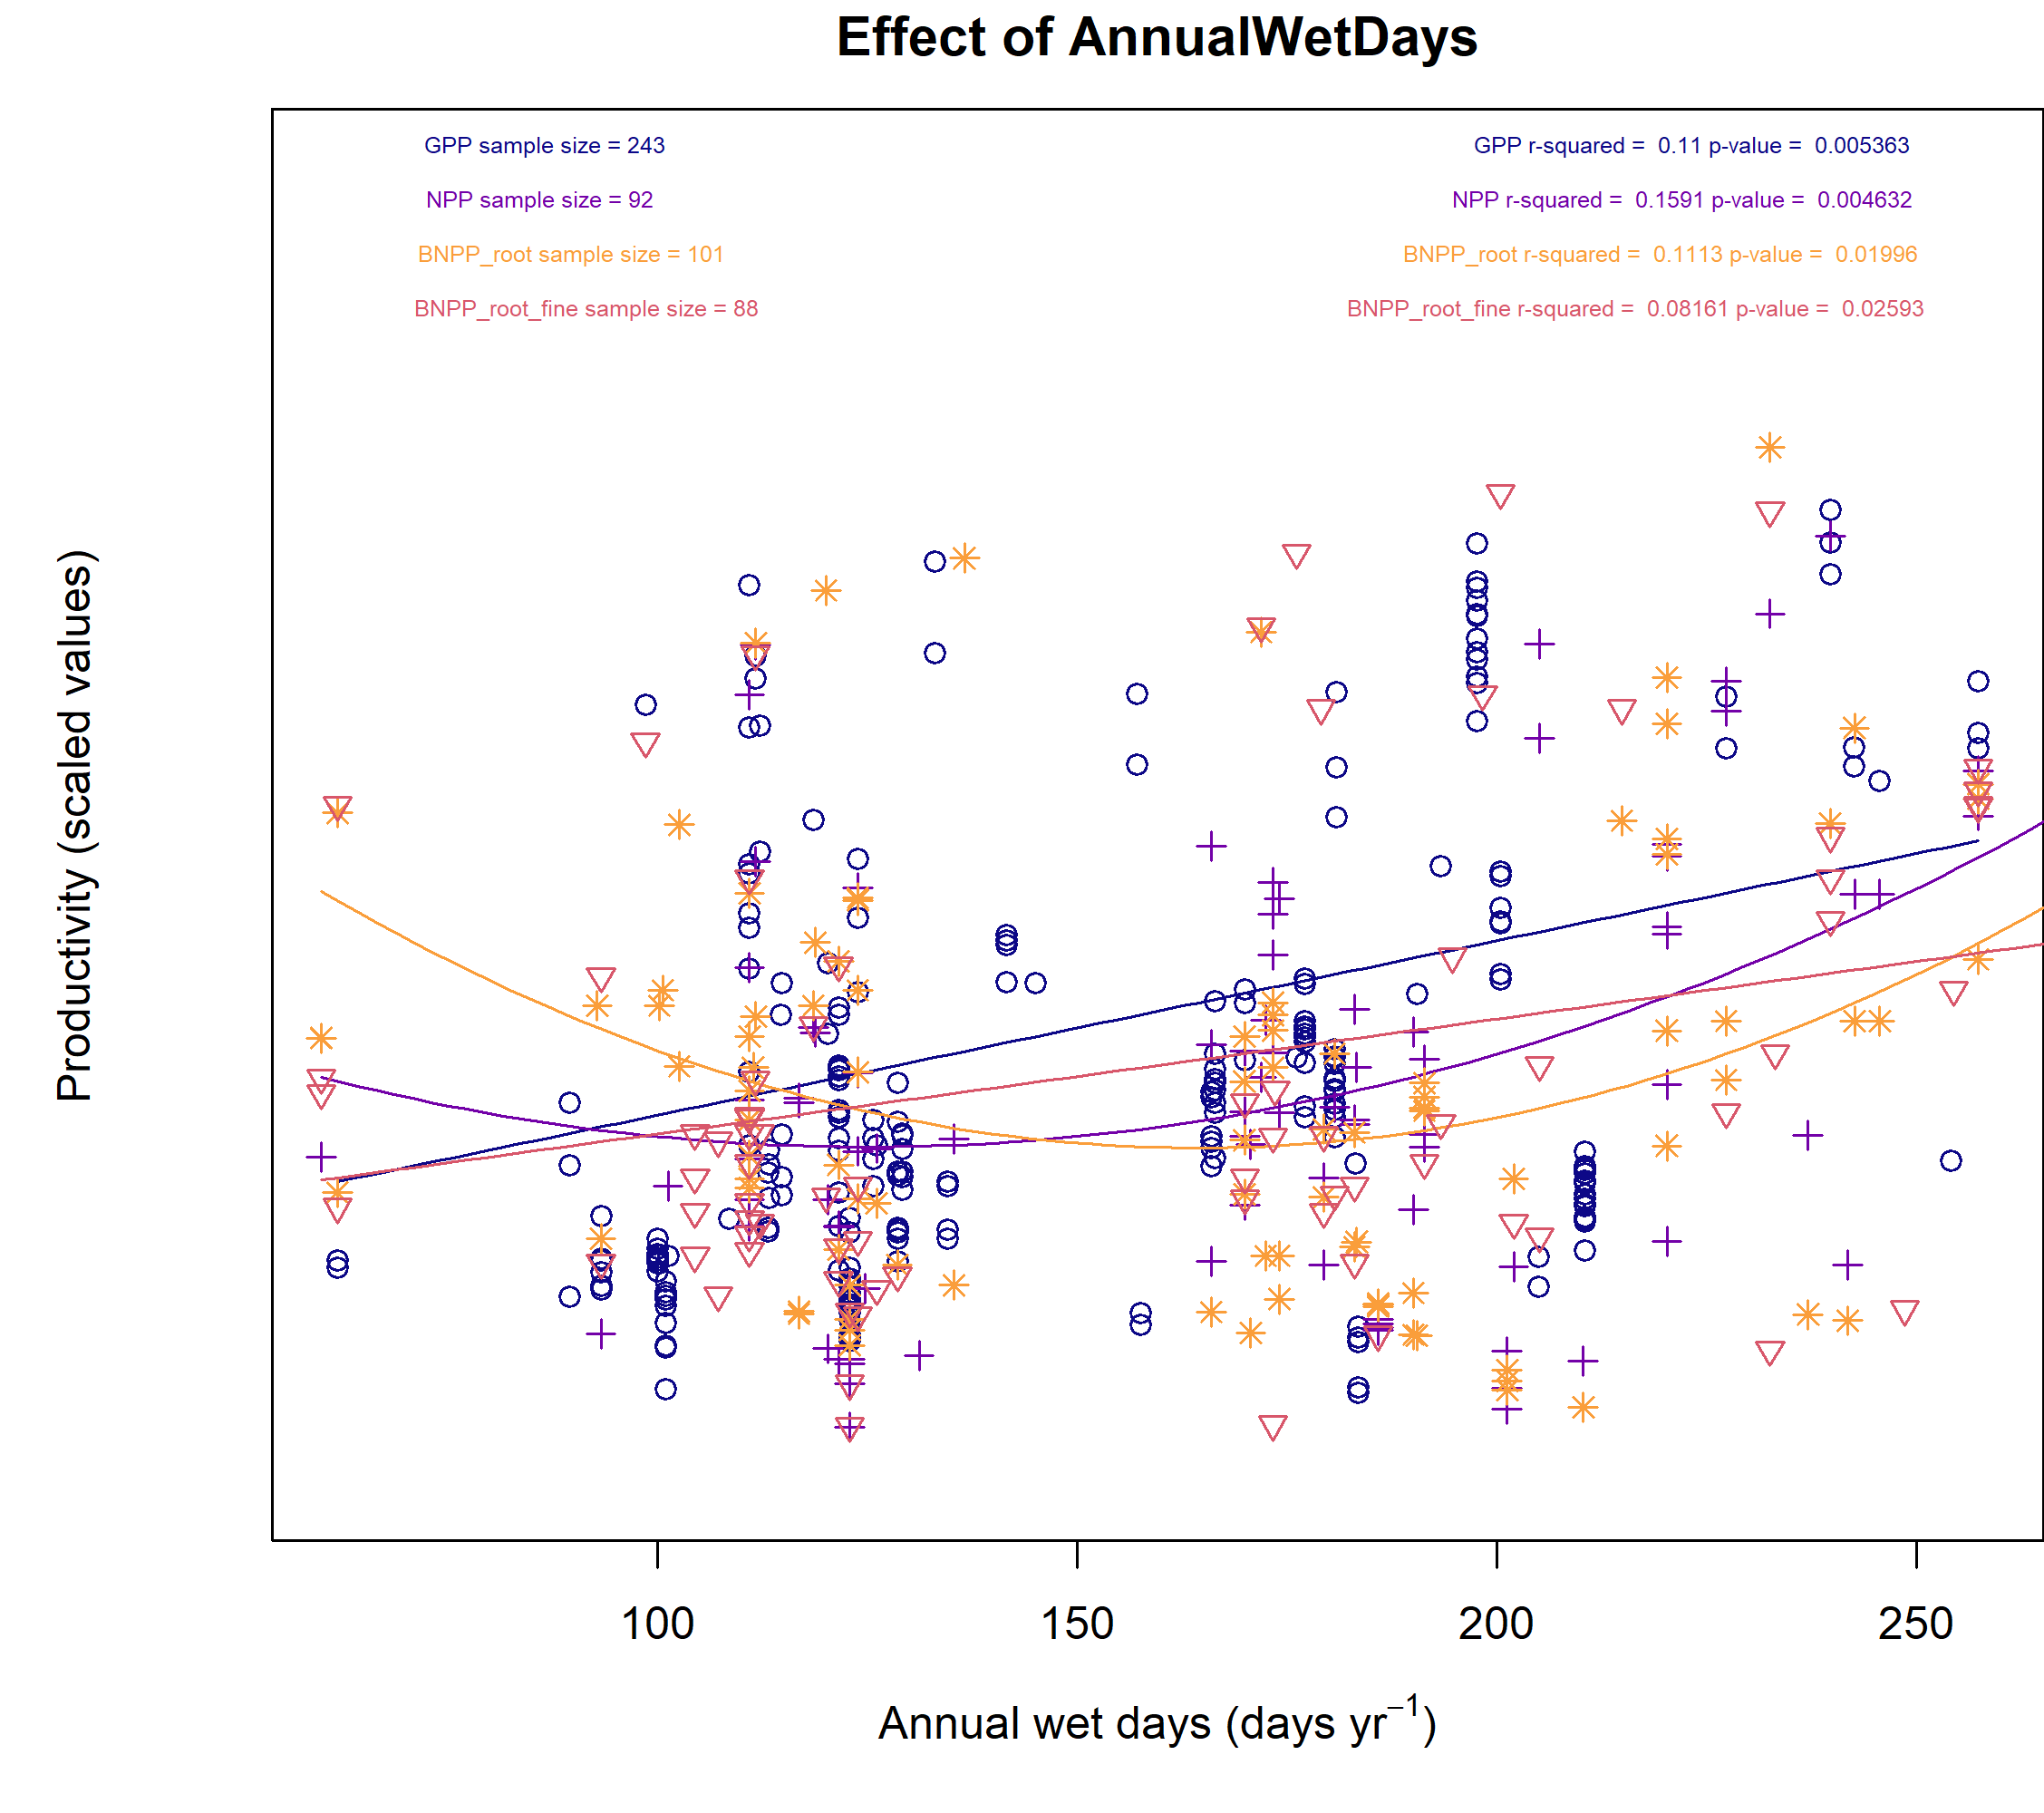 Effect of AnnualWetDays
GPP sample size = 243
GPP r-squared =  0.11 p-value =  0.005363
NPP sample size = 92
NPP r-squared =  0.1591 p-value =  0.004632
BNPP_root sample size = 101
BNPP_root r-squared =  0.1113 p-value =  0.01996
BNPP_root_fine sample size = 88
BNPP_root_fine r-squared =  0.08161 p-value =  0.02593
Productivity (scaled values)
100 150 200 250
Annual wet days (days yr⁻¹)